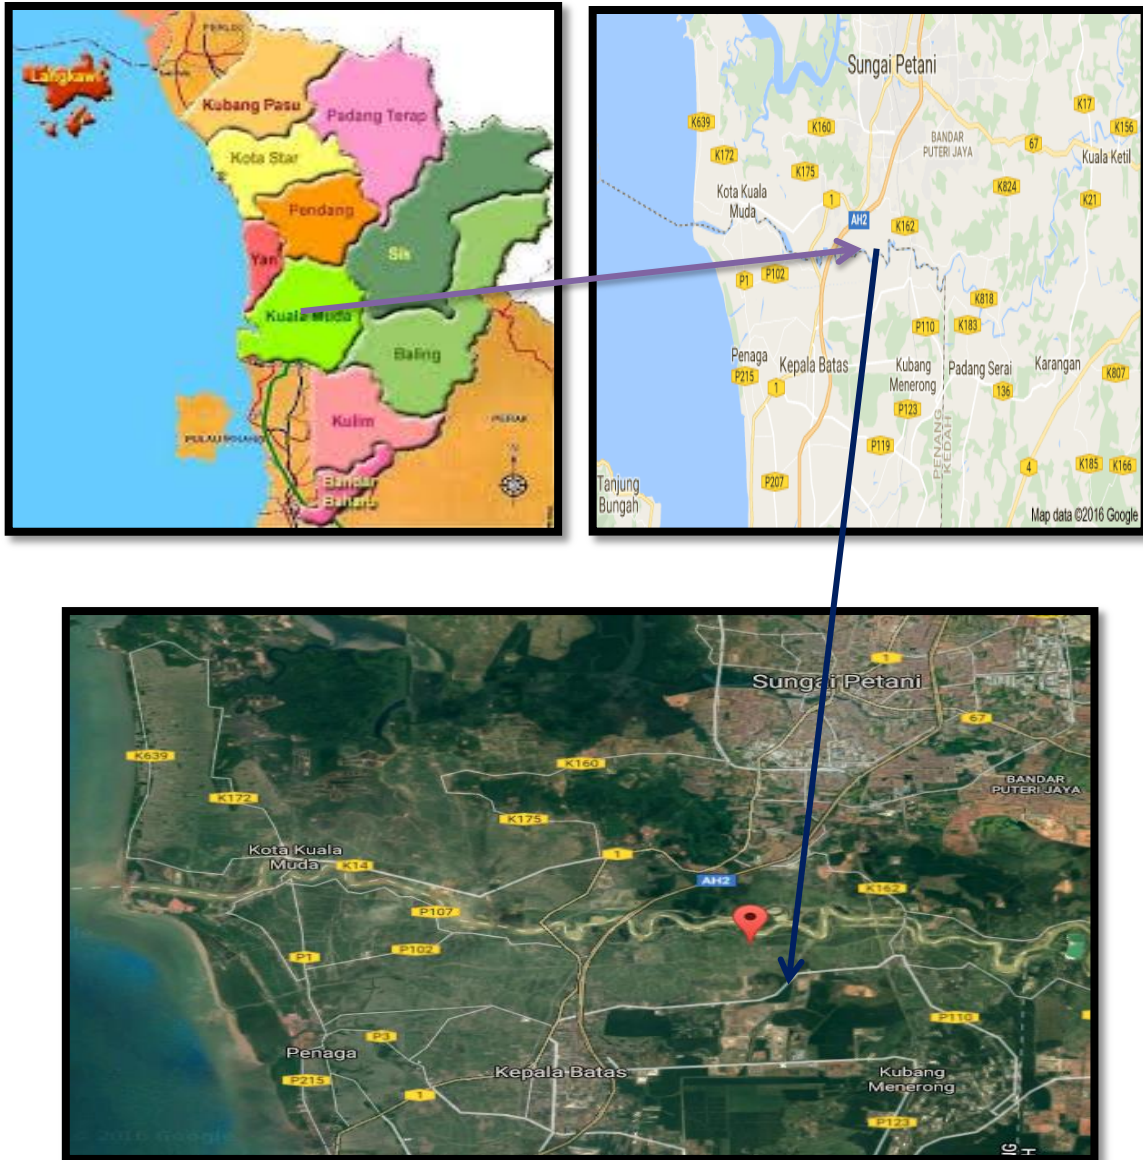 PERLIS
Langkawi
Kubang Pasu
Padang Terap
Kota Star
Pendang
Yan
Sik
Kuala Muda
Baling
Kulim
PERAK
PULAU PINANG
Bandar
Baharu
N
Sungai Petani
K17
K639
K160
K156
BANDAR
PUTERI JAYA
67
K172
Kuala Ketil
K175
K824
Kota Kuala
Muda
1
K21
AH2
K162
P1
P102
K818
P110
K183
Penaga
Kepala Batas
Kubang
Menerong
Padang Serai
Karangan
P215
1
136
K807
P123
PENANG
KEDAH
P119
4
K185
K166
P207
Tanjung
Bungah
Map data ©2016 Google
1
Sungai Petani
67
K639
K160
BANDAR
PUTERI JAYA
K172
K175
Kota Kuala
Muda
K14
1
AH2
K162
P107
P102
P1
P110
P3
Penaga
Kepala Batas
Kubang
Menerong
P215
1
P123
© 2016 Google